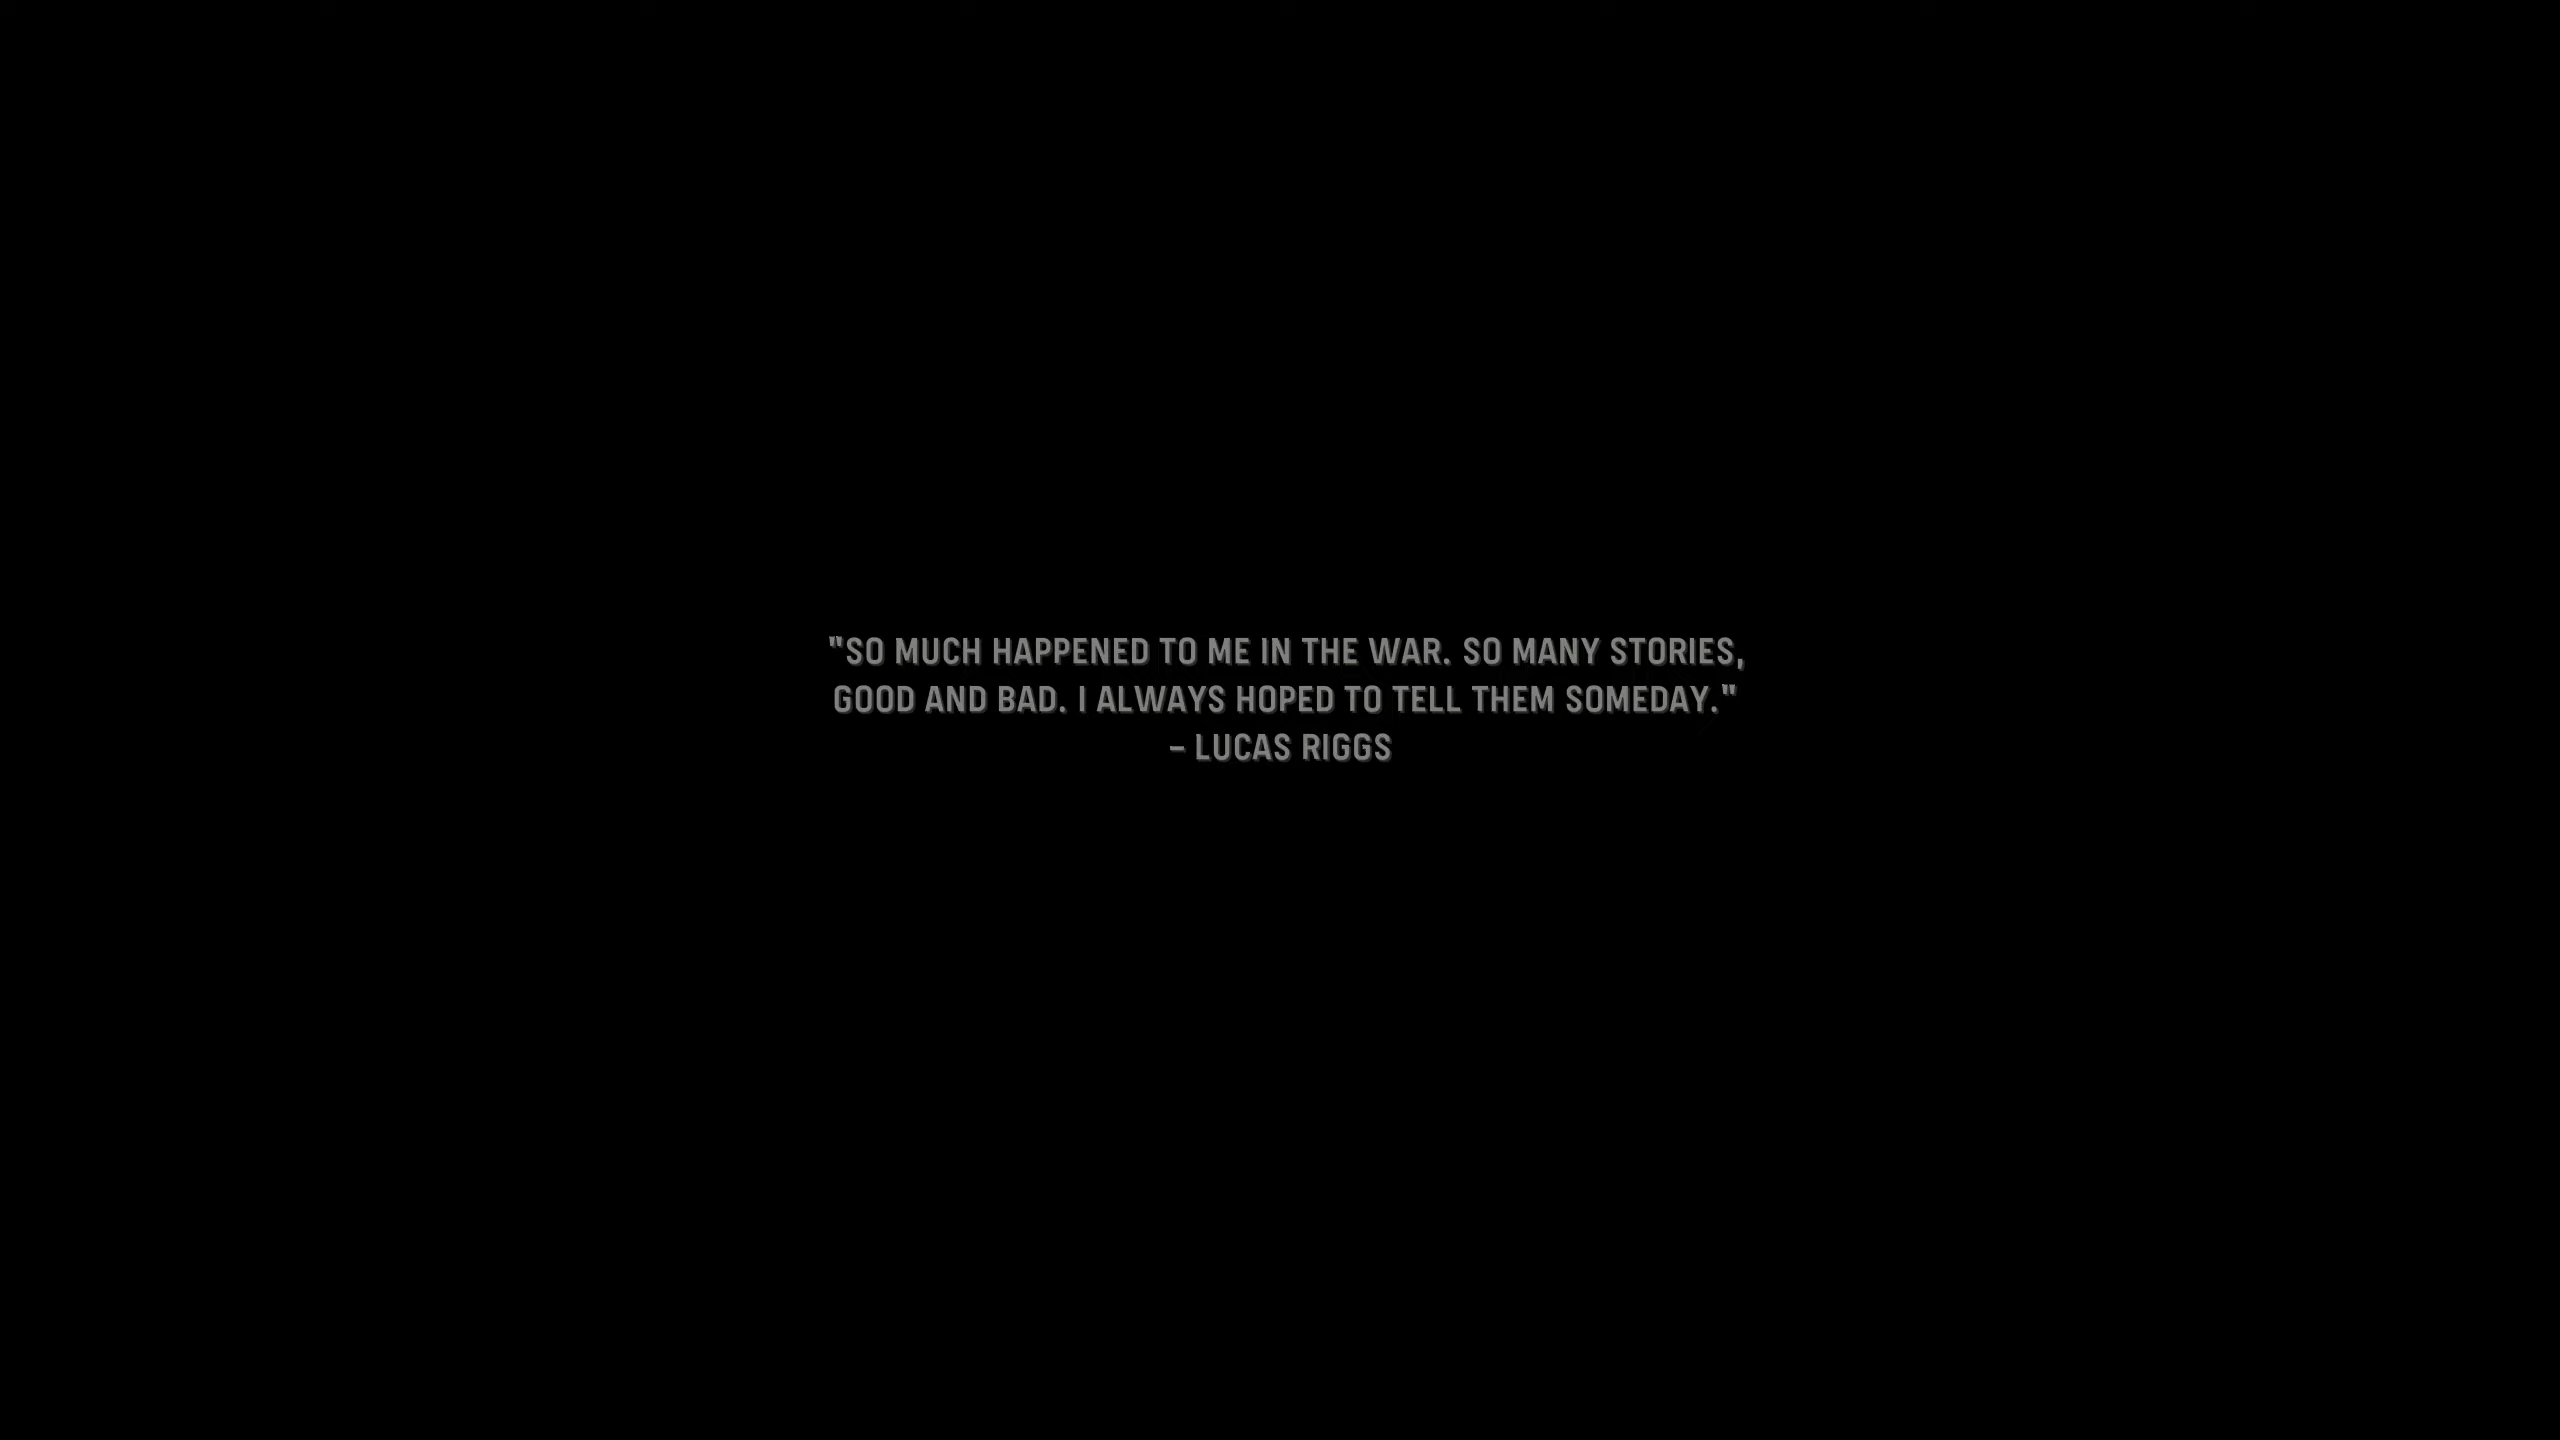 "SO MUCH HAPPENED TO ME IN THE WAR. SO MANY STORIES,
GOOD AND BAD. I ALWAYS HOPED TO TELL THEM SOMEDAY."
– LUCAS RIGGS